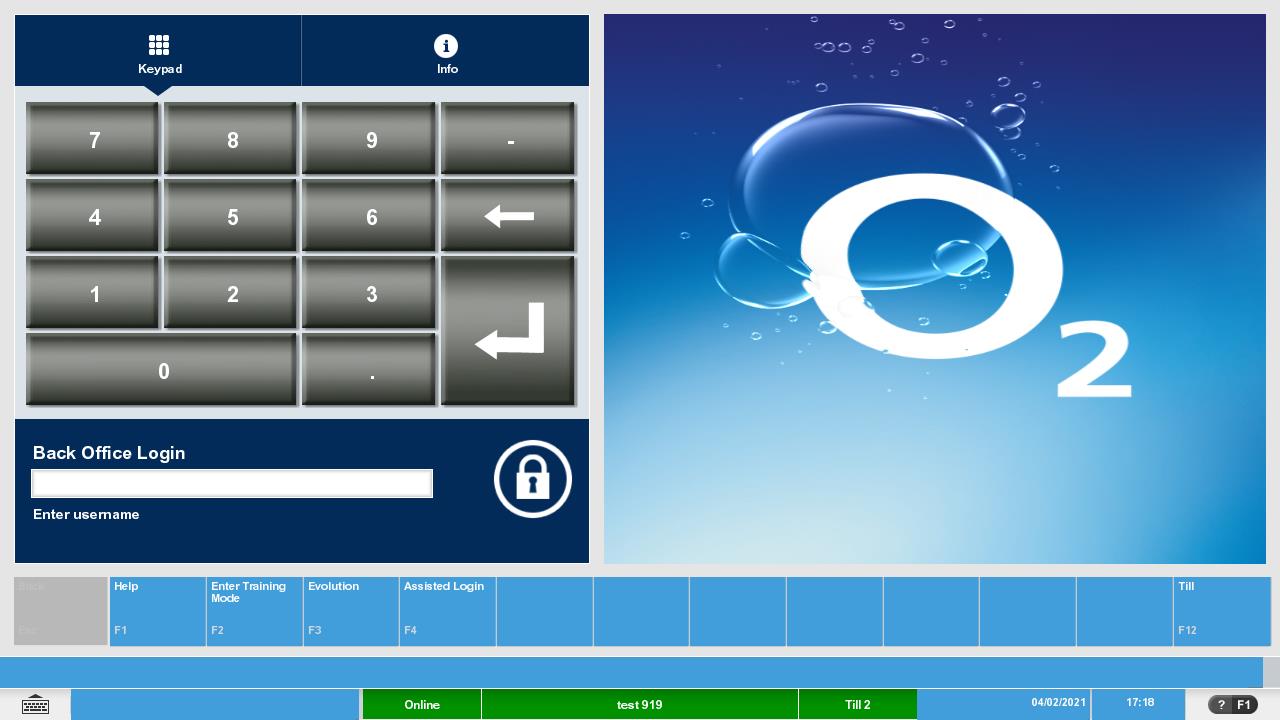 Keypad
Info
7 8 9 -
4 5 6
1 2 3
0 .
Back Office Login
Enter username
O2
Back
Help
Enter Training
Mode
Evolution
Assisted Login
Till
Esc
F1
F2
F3
F4
F12
Online
test 919
Till 2
04/02/2021
17:18
? F1